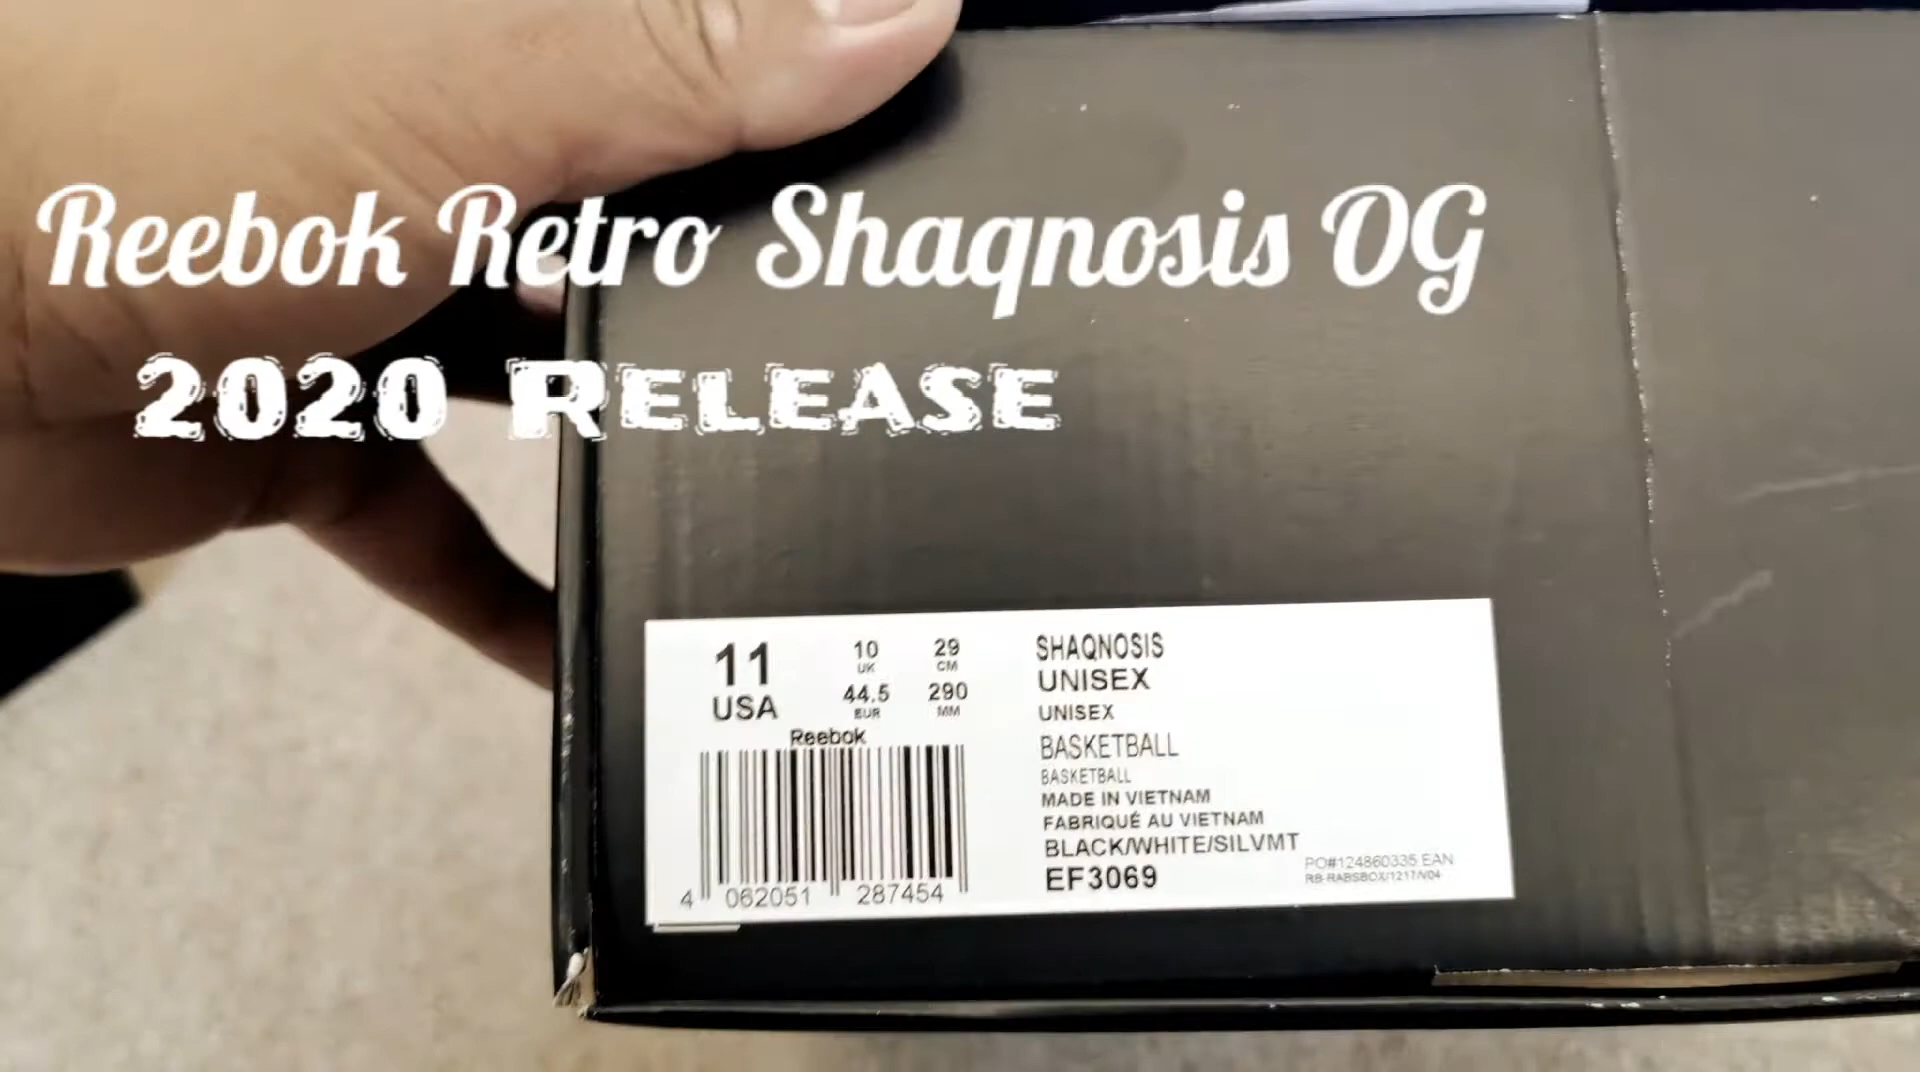 Reebok Retro Shaqnosis OG
2020 RELEASE
11
USA
10
UK
44.5
EUR
29
CM
290
MM
Reebok
4 062051 287454
SHAQNOSIS
UNISEX
UNISEX
BASKETBALL
BASKETBALL
MADE IN VIETNAM
FABRIQUÉ AU VIETNAM
BLACK/WHITE/SILVMT
EF3069
PO#124860335 EAN
RB-RABSBOX/1217/V04